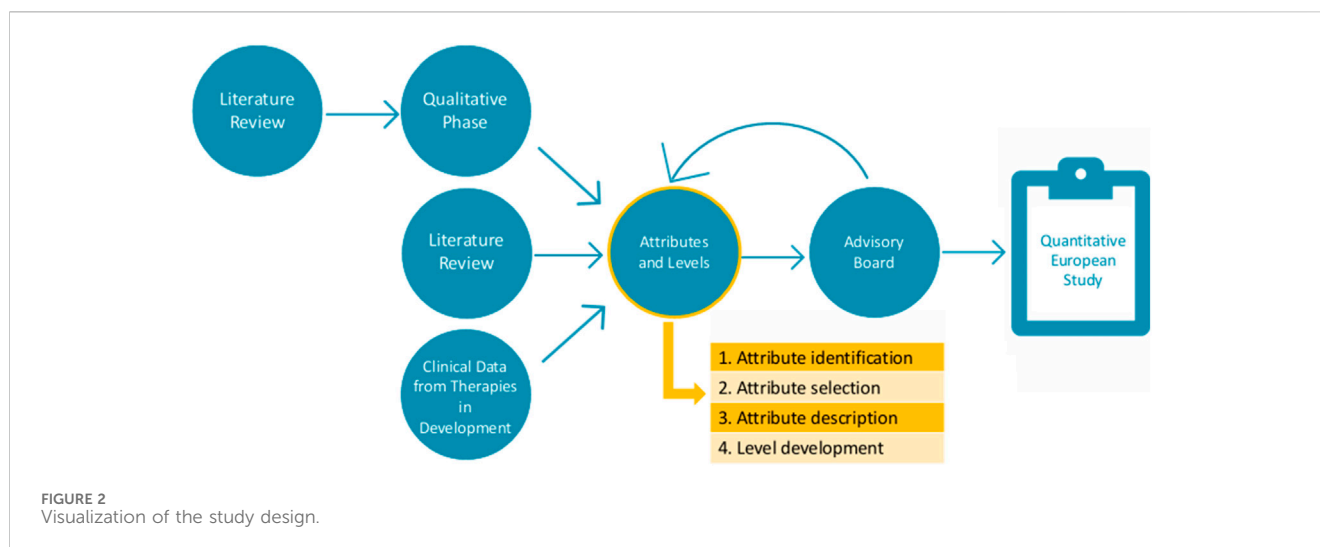 Literature
Review
Qualitative
Phase
Literature
Review
Attributes
and Levels
Advisory
Board
Quantitative
European
Study
Clinical Data
from Therapies
in
Development
1. Attribute identification
2. Attribute selection
3. Attribute description
4. Level development
FIGURE 2
Visualization of the study design.